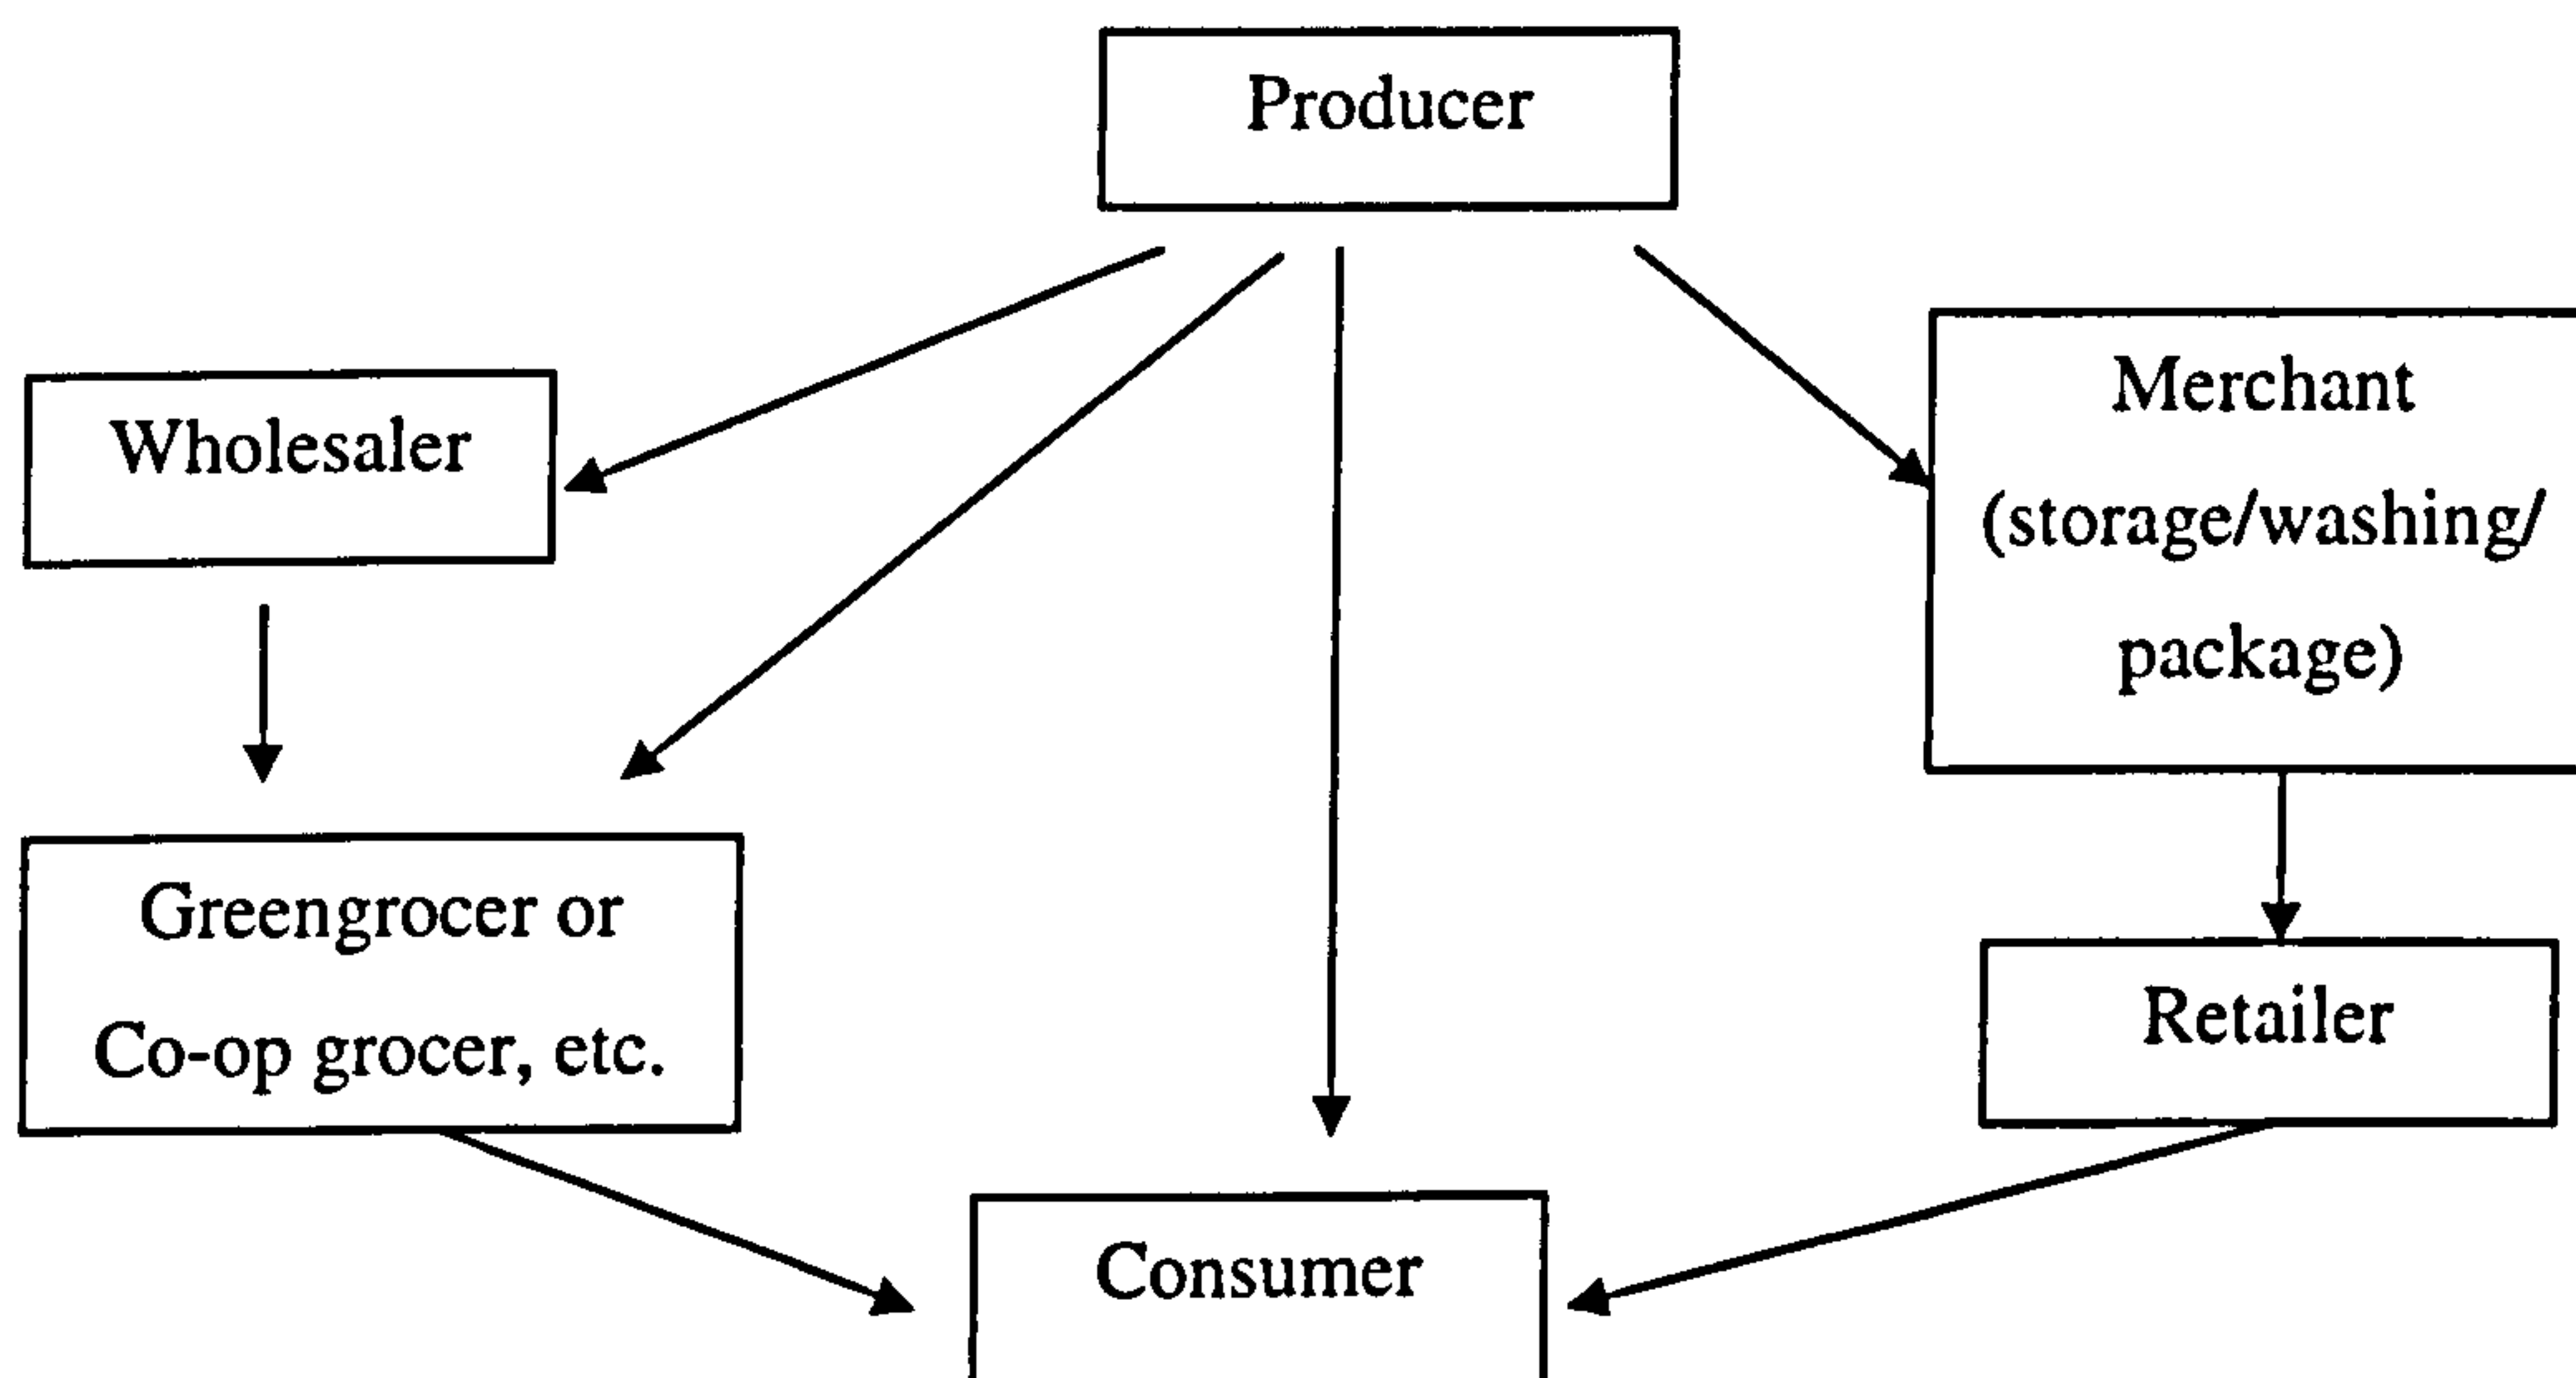 Producer
Wholesaler
Merchant
(storage/washing/
package)
Greengrocer or
Co-op grocer, etc.
Retailer
Consumer